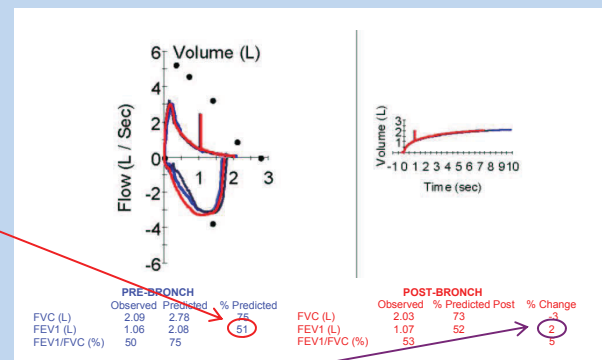 Volume (L)
6
4
2
0
-2
-4
-6
1 2 3
Flow (L / Sec)
Volume (L)
3
2
1
-1 0 1 2 3 4 5 6 7 8 9 10
Time (sec)
PRE-BRONCH
Observed Predicted % Predicted
FVC (L) 2.09 2.78 75
FEV1 (L) 1.06 2.08 51
FEV1/FVC (%) 50 75
POST-BRONCH
Observed % Predicted Post % Change
FVC (L) 2.03 73 -3
FEV1 (L) 1.07 52 2
FEV1/FVC (%) 53 5